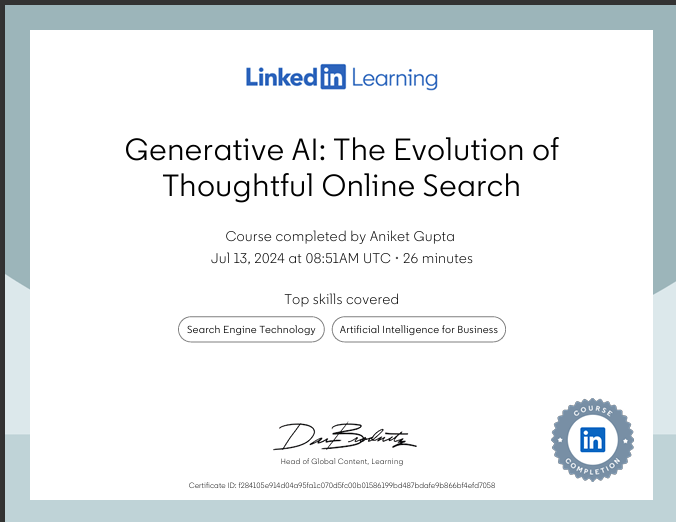 Linked in Learning
Generative AI: The Evolution of
Thoughtful Online Search
Course completed by Aniket Gupta
Jul 13, 2024 at 08:51AM UTC • 26 minutes
Top skills covered
Search Engine Technology
Artificial Intelligence for Business
Head of Global Content, Learning
COURSE
in
COMPLETION
Certificate ID: f284105e914d04a95fa1c070d5fc00b01586199bd487bdafe9b866bf4efd7058